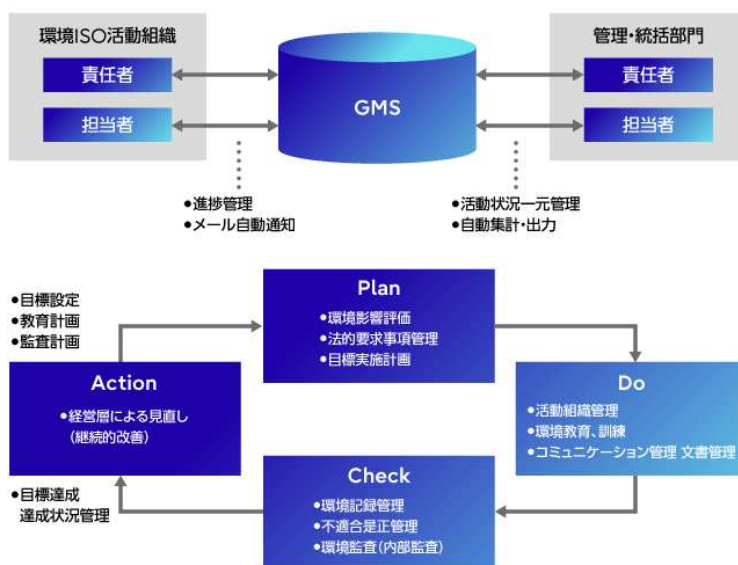 環境ISO活動組織
責任者
担当者
GMS
管理・統括部門
責任者
担当者
●進捗管理
●メール自動通知
●活動状況一元管理
●自動集計・出力
●目標設定
●教育計画
●監査計画
Plan
●環境影響評価
●法的要求事項管理
●目標実施計画
Action
●経営層による見直し
(継続的改善)
Do
●活動組織管理
●環境教育、訓練
●コミュニケーション管理 文書管理
●目標達成
達成状況管理
Check
●環境記録管理
●不適合是正管理
●環境監査(内部監査)